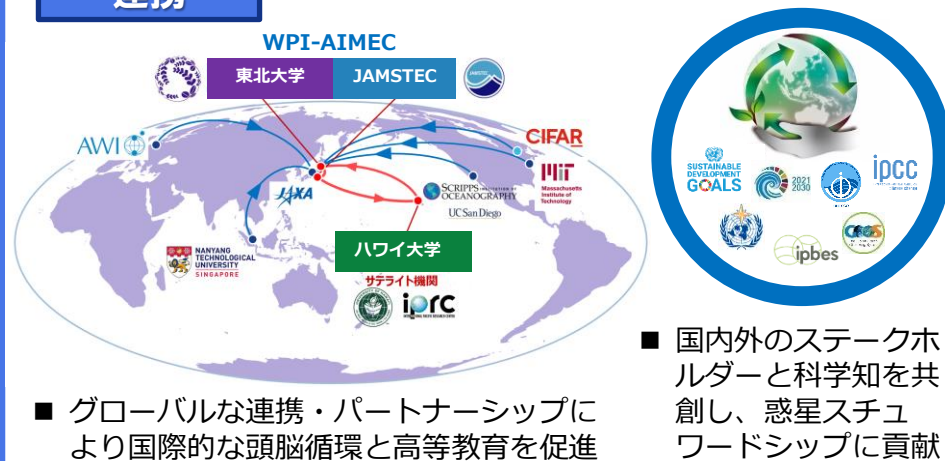 連携
WPI-AIMEC
東北大学
JAMSTEC
AWI
CIFAR
MIT
Massachusetts
Institute of
Technology
JAXA
SCRIPPS INSTITUTION OF
OCEANOGRAPHY
UC San Diego
NANYANG
TECHNOLOGICAL
UNIVERSITY
SINGAPORE
ハワイ大学
サテライト機関
iprc
SUSTAINABLE
DEVELOPMENT
GOALS
2021
2030
ipcc
ipbes
■ グローバルな連携・パートナーシップに
より国際的な頭脳循環と高等教育を促進
■ 国内外のステークホ
ルダーと科学知を共
創し、惑星スチュ
ワードシップに貢献